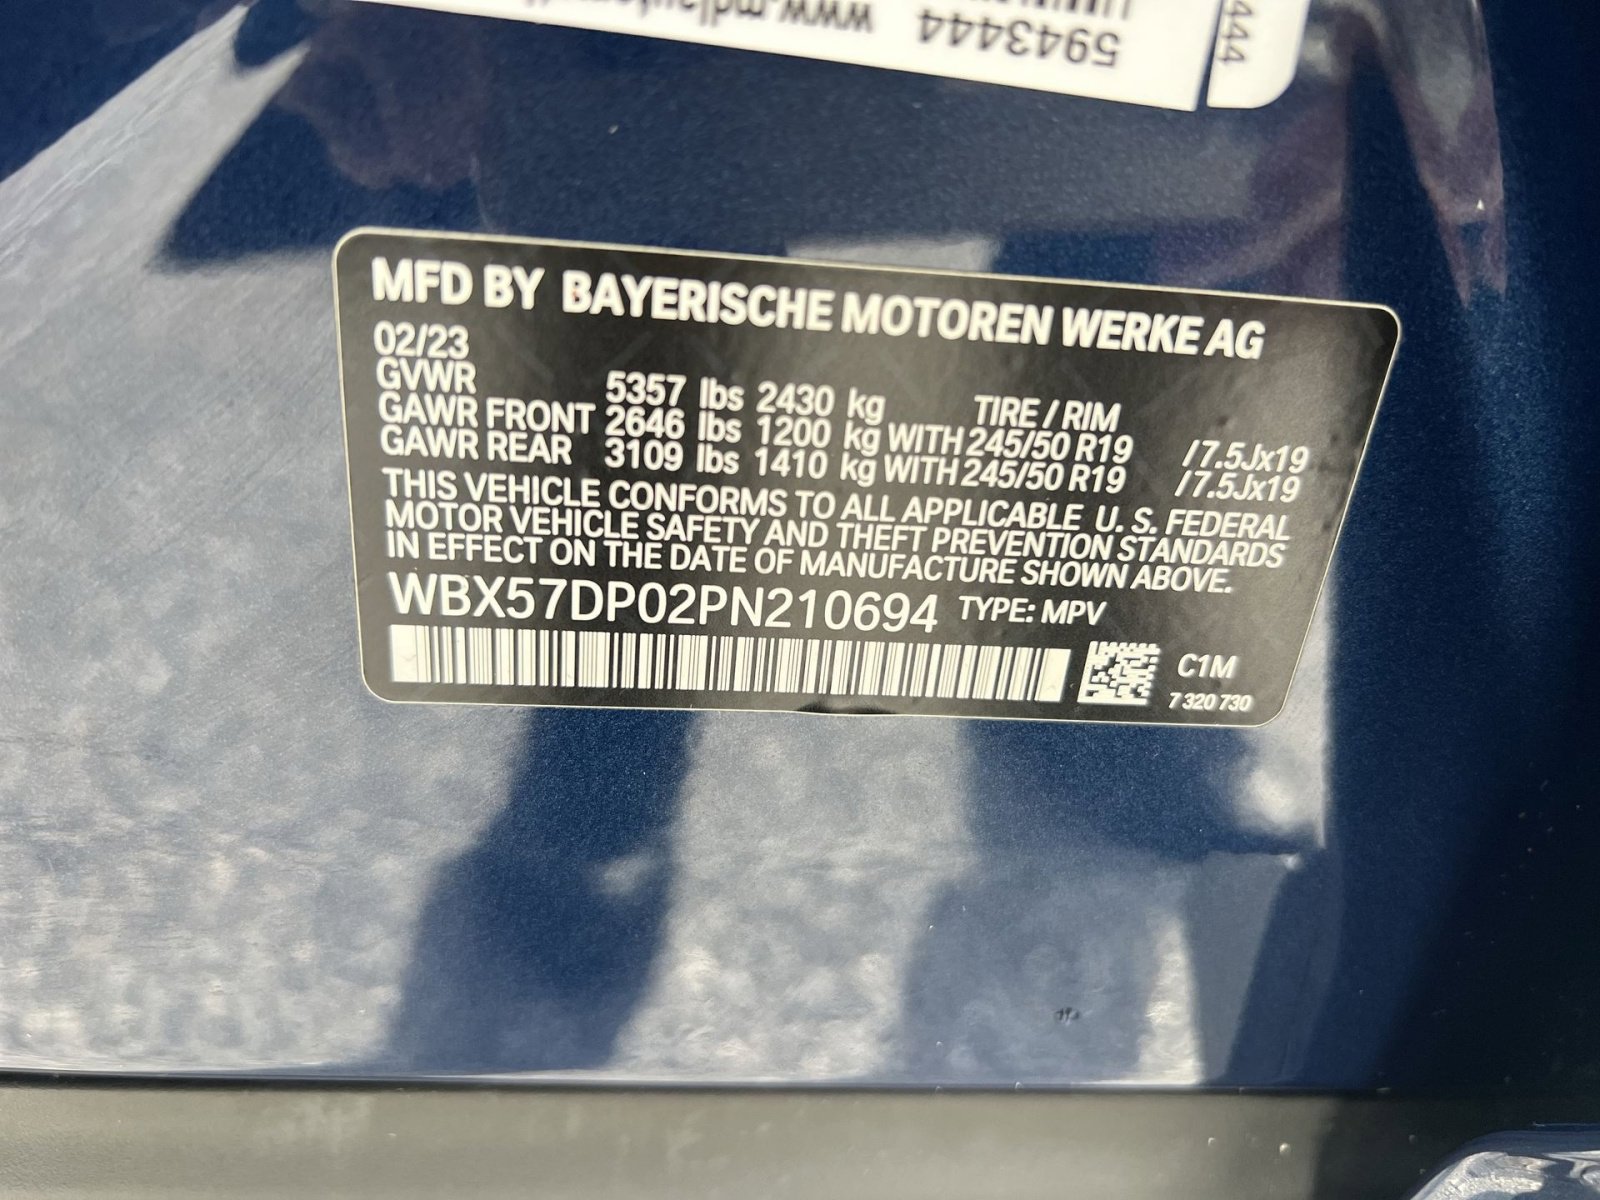 5943444
444
MFD BY BAYERISCHE MOTOREN WERKE AG
02/23
GVWR 5357 lbs 2430 kg TIRE / RIM
GAWR FRONT 2646 lbs 1200 kg WITH 245/50 R19 /7.5Jx19
GAWR REAR 3109 lbs 1410 kg WITH 245/50 R19 /7.5Jx19
THIS VEHICLE CONFORMS TO ALL APPLICABLE U. S. FEDERAL
MOTOR VEHICLE SAFETY AND THEFT PREVENTION STANDARDS
IN EFFECT ON THE DATE OF MANUFACTURE SHOWN ABOVE.
WBX57DP02PN210694 TYPE: MPV
C1M
7 320 730